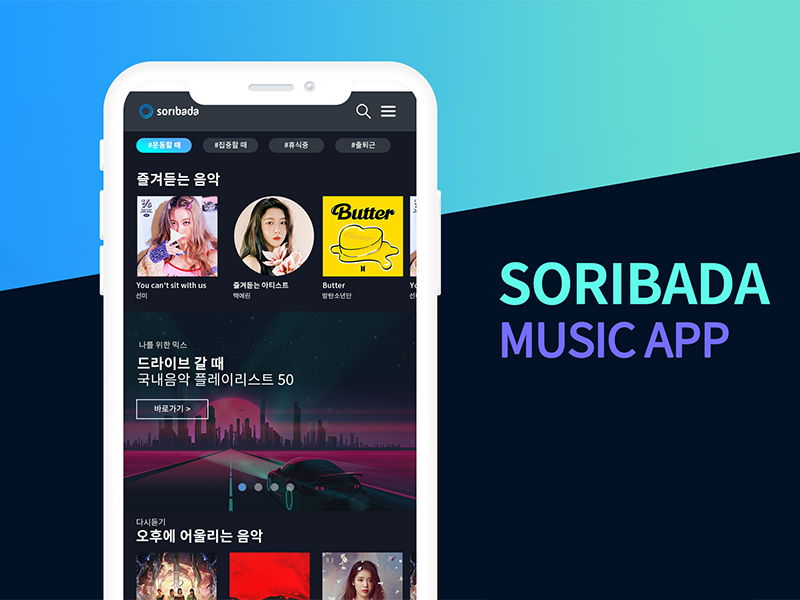 soribada
#운동할 때
#집중할 때
#휴식중
#출퇴근
즐겨듣는 음악
Butter
You can't sit with us
선미
즐겨듣는 아티스트
백예린
Butter
방탄소년단
나를 위한 믹스
드라이브 갈 때
국내음악 플레이리스트 50
바로가기 >
다시듣기
오후에 어울리는 음악
SORIBADA
MUSIC APP